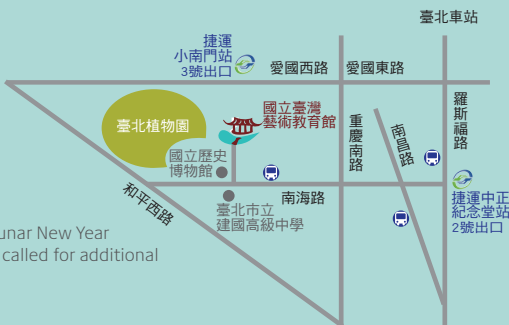 臺北車站
捷運
小南門站
3號出口
愛國西路
愛國東路
羅斯福路
國立臺灣
藝術教育館
臺北植物園
重慶南路
南昌路
國立歷史
博物館
南海路
和平西路
捷運中正
紀念堂站
2號出口
臺北市立
建國高級中學
unar New Year
called for additional